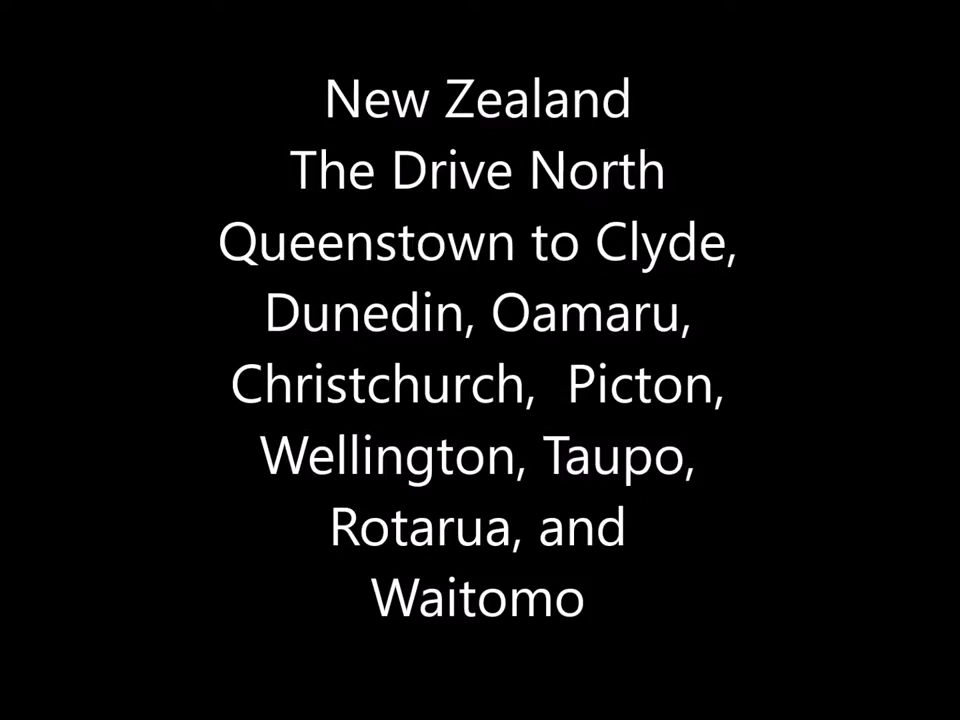 New Zealand
The Drive North
Queenstown to Clyde,
Dunedin, Oamaru,
Christchurch,  Picton,
Wellington, Taupo,
Rotarua, and
Waitomo